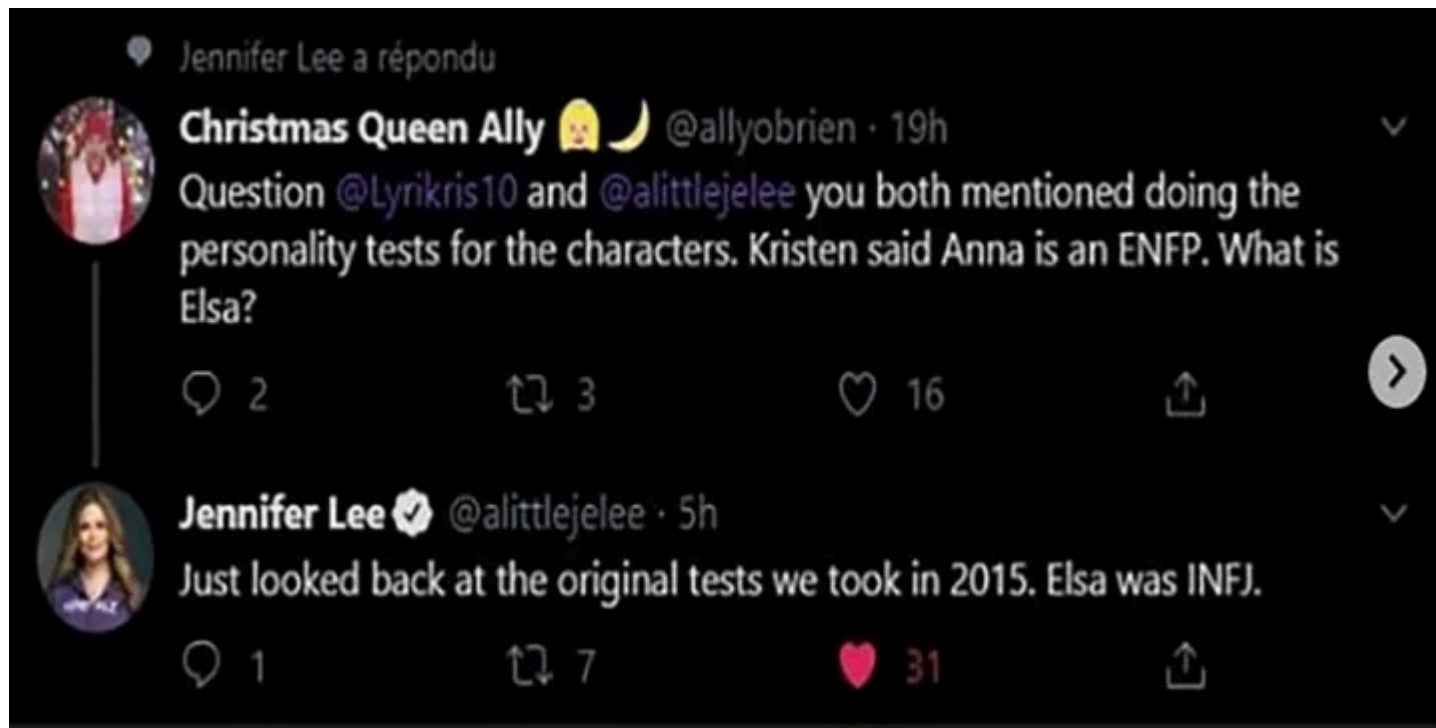 Jennifer Lee a répondu
Christmas Queen Ally @allyobrien · 19h
Question @Lyrikris10 and @alittlejelee you both mentioned doing the
personality tests for the characters. Kristen said Anna is an ENFP. What is
Elsa?
2 3 16
Jennifer Lee @alittlejelee · 5h
Just looked back at the original tests we took in 2015. Elsa was INFJ.
1 7 31